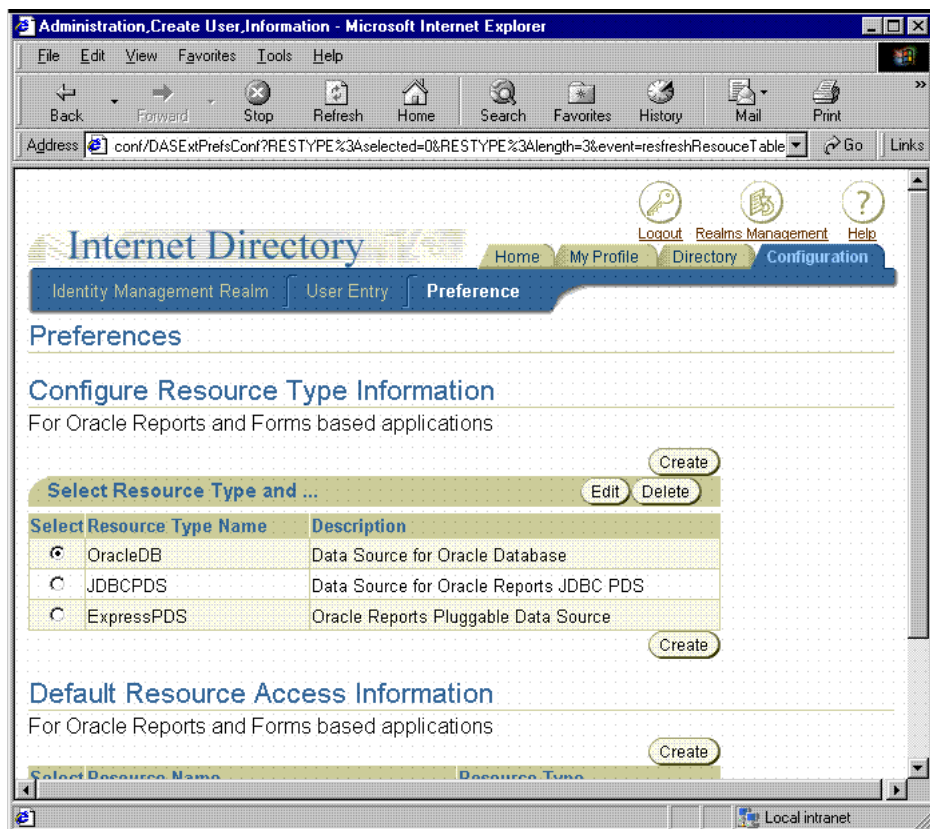 Administration,Create User,Information - Microsoft Internet Explorer
File Edit View Favorites Tools Help
Back Forward Stop Refresh Home Search Favorites History Mail Print »
Address conf/DASExtPrefsConf?RESTYPE%3Aselected=0&RESTYPE%3Alength=3&event=resfreshResouceTable Go Links
Internet Directory
Logout Realms Management Help
Home My Profile Directory Configuration
Identity Management Realm User Entry Preference
Preferences
Configure Resource Type Information
For Oracle Reports and Forms based applications
Create
Select Resource Type and ... Edit Delete
Select Resource Type Name Description
OracleDB Data Source for Oracle Database
JDBCPDS Data Source for Oracle Reports JDBC PDS
ExpressPDS Oracle Reports Pluggable Data Source
Create
Default Resource Access Information
For Oracle Reports and Forms based applications
Create
Select Resource Name Resource Type
Local intranet